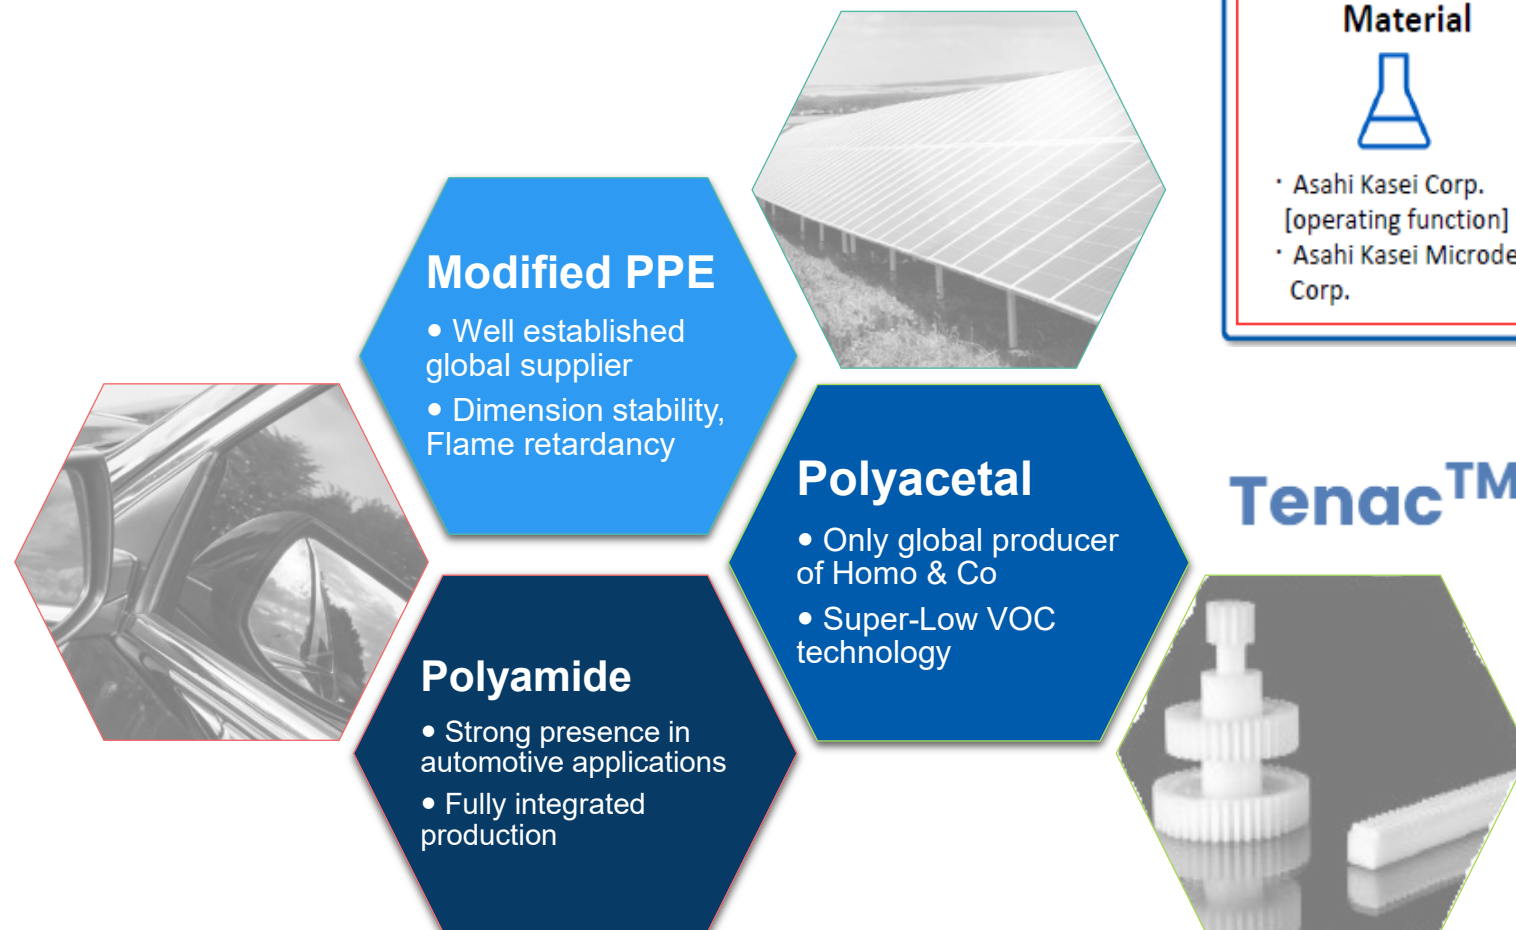 Material
· Asahi Kasei Corp.
[operating function]
· Asahi Kasei
Corp.
Modified PPE
• Well established
global supplier
• Dimension stability,
Flame retardancy
Polyacetal
• Only global producer
of Homo & Co
• Super-Low VOC
technology
Tenac™
Polyamide
• Strong presence in
automotive applications
• Fully integrated
production